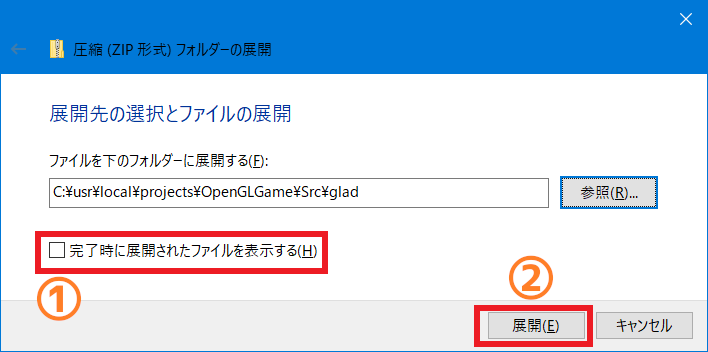 圧縮 (ZIP 形式) フォルダーの展開
展開先の選択とファイルの展開
ファイルを下のフォルダーに展開する(F):
C:¥usr¥local¥projects¥OpenGLGame¥Src¥glad
参照(R)...
完了時に展開されたファイルを表示する(H)
①
②
展開(E)
キャンセル